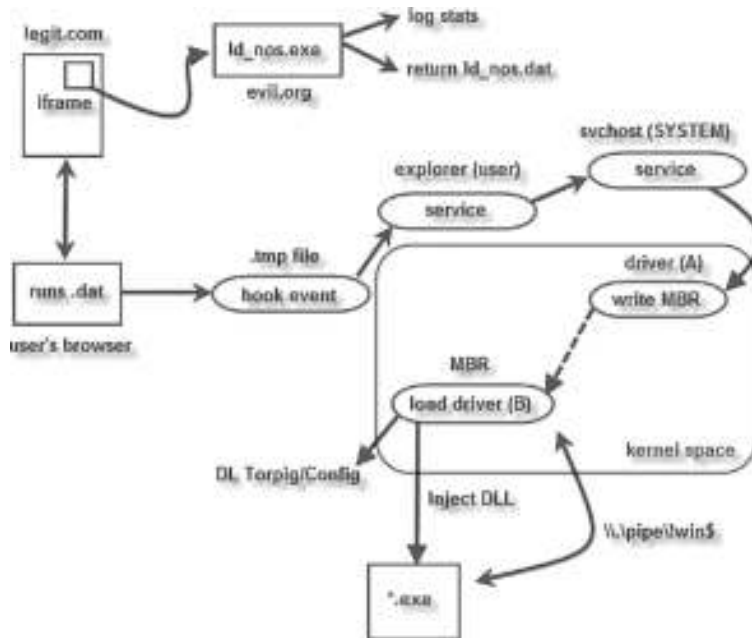 legit.com
iframe
ld_nos.exe
evil.org
log stats
return ld_nos.dat
svchost (SYSTEM)
service
explorer (user)
service
.tmp file
hook event
runs .dat
user's browser
driver (A)
write MBR
MBR
load driver (B)
kernel space
DL Torpig/Config
Inject DLL
\\.\pipe\!win$
*.exe